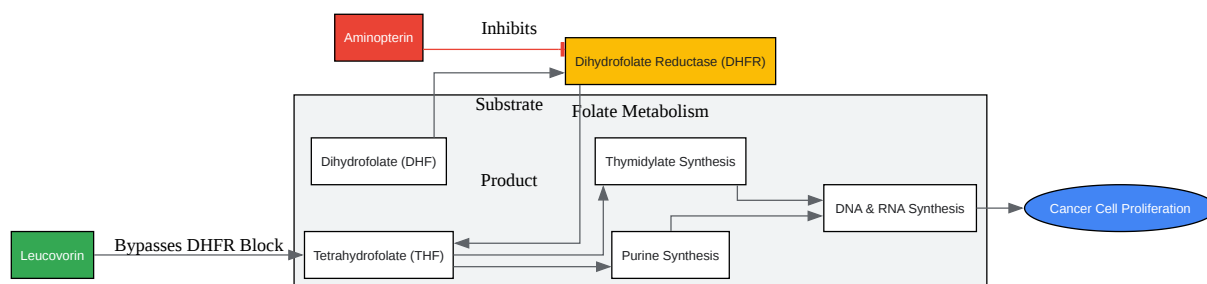 Aminopterin
Inhibits
Dihydrofolate Reductase (DHFR)
Substrate
Folate Metabolism
Dihydrofolate (DHF)
Thymidylate Synthesis
Product
DNA & RNA Synthesis
Cancer Cell Proliferation
Leucovorin
Bypasses DHFR Block
Tetrahydrofolate (THF)
Purine Synthesis